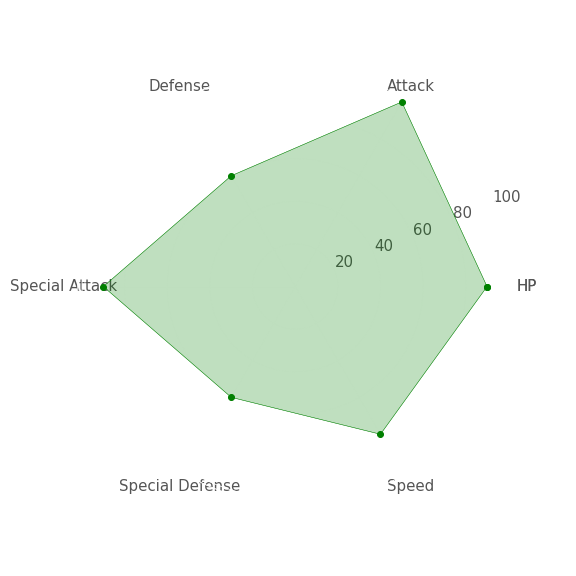 Defense
Attack
100
80
60
40
20
Special Attack
HP
Special Defense
Speed